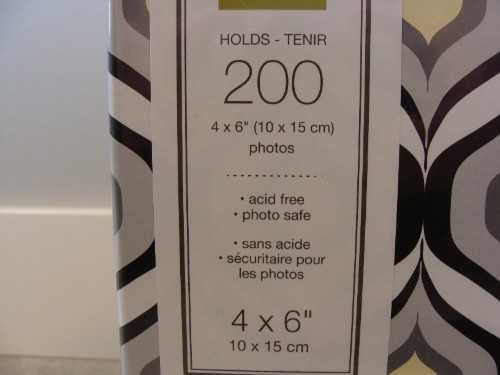 HOLDS - TENIR
200
4 x 6" (10 x 15 cm)
photos
• acid free
• photo safe
• sans acide
• sécuritaire pour
les photos
4 x 6"
10 x 15 cm